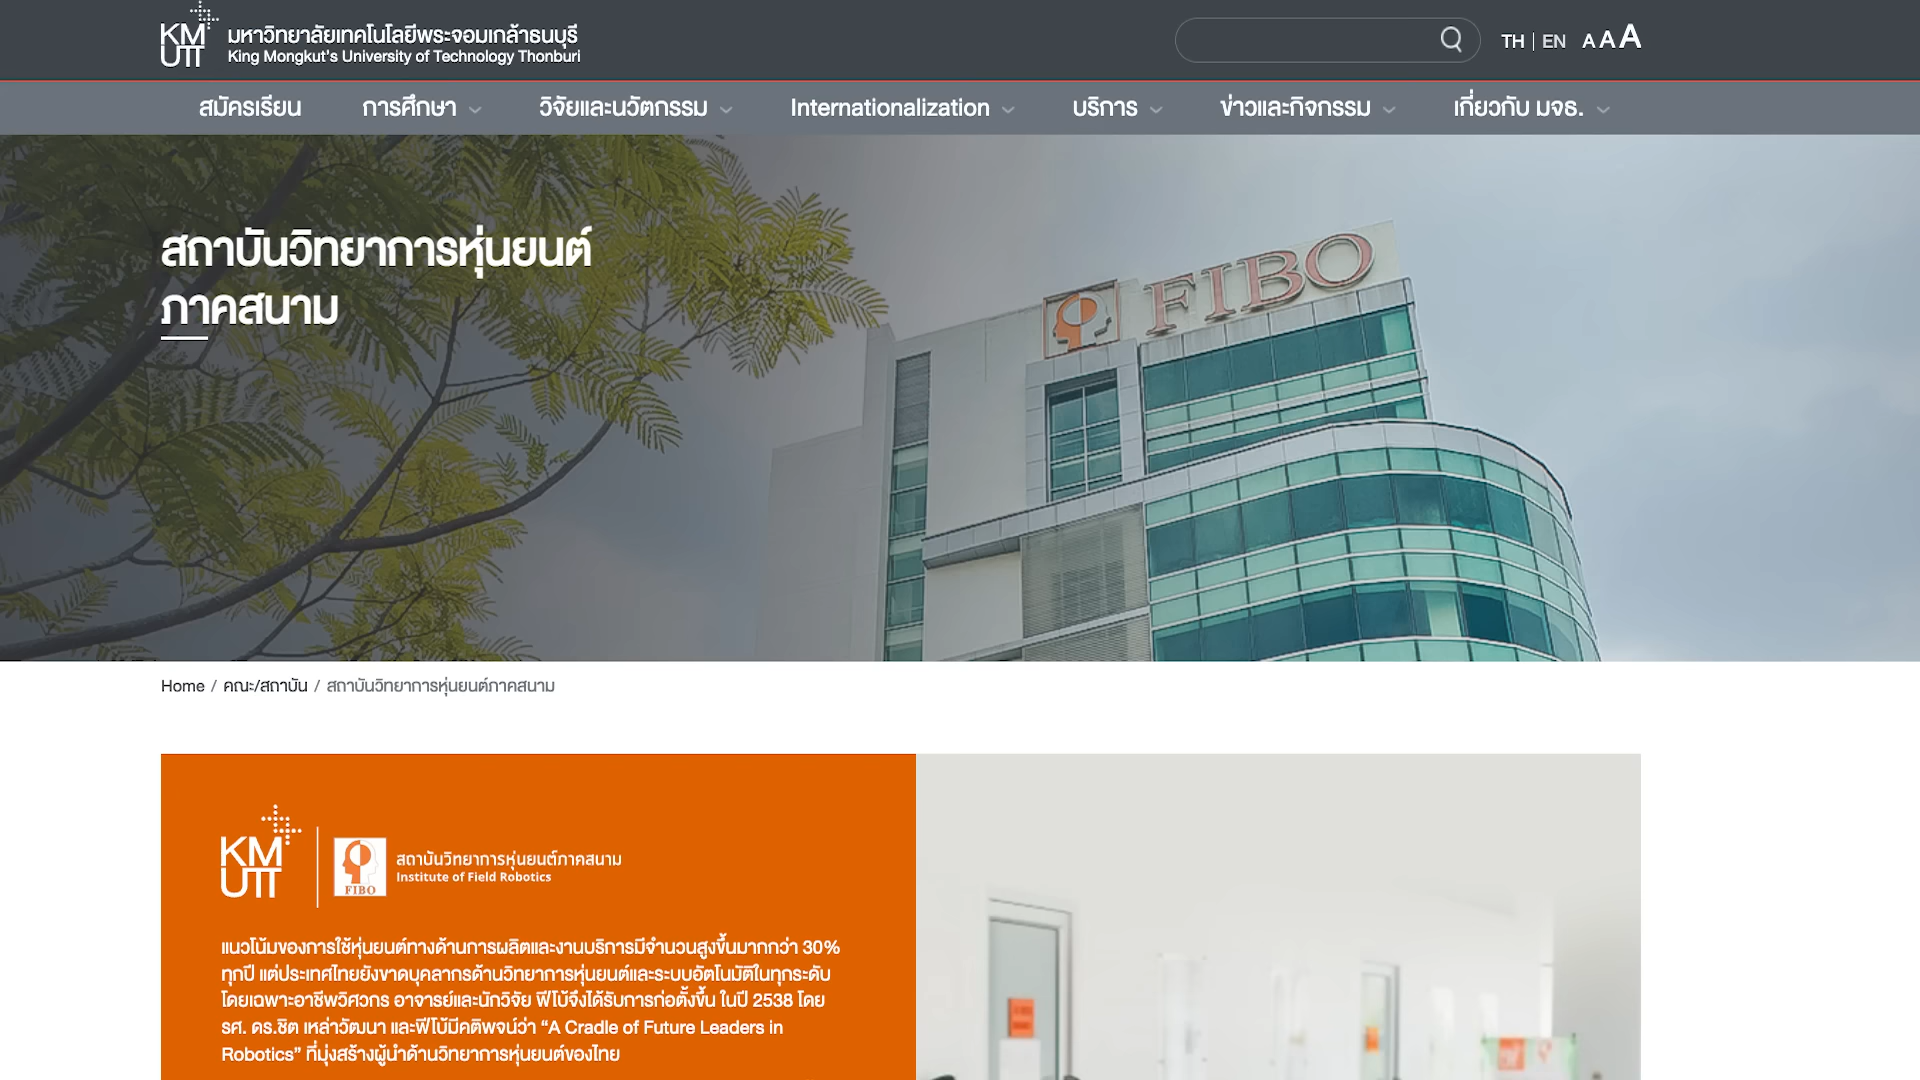 KMUTT
มหาวิทยาลัยเทคโนโลยีพระจอมเกล้าธนบุรี
King Mongkut's University of Technology Thonburi
TH | EN A A A
สมัครเรียน การศึกษา วิจัยและนวัตกรรม Internationalization บริการ ข่าวและกิจกรรม เกี่ยวกับ มจธ.
สถาบันวิทยาการหุ่นยนต์
ภาคสนาม
FIBO
Home / คณะ/สถาบัน / สถาบันวิทยาการหุ่นยนต์ภาคสนาม
KMUTT
FIBO
สถาบันวิทยาการหุ่นยนต์ภาคสนาม
Institute of Field Robotics
แนวโน้มของการใช้หุ่นยนต์ทางด้านการผลิตและงานบริการมีจำนวนสูงขึ้นมากกว่า 30%
ทุกปี แต่ประเทศไทยยังขาดบุคลากรด้านวิทยาการหุ่นยนต์และระบบอัตโนมัติในทุกระดับ
โดยเฉพาะอาชีพวิศวกร อาจารย์และนักวิจัย ฟีโบ้จึงได้รับการก่อตั้งขึ้น ในปี 2538 โดย
รศ. ดร.ชิต เหล่าวัฒนา และฟีโบ้มีคติพจน์ว่า “A Cradle of Future Leaders in
Robotics” ที่มุ่งสร้างผู้นำด้านวิทยาการหุ่นยนต์ของไทย